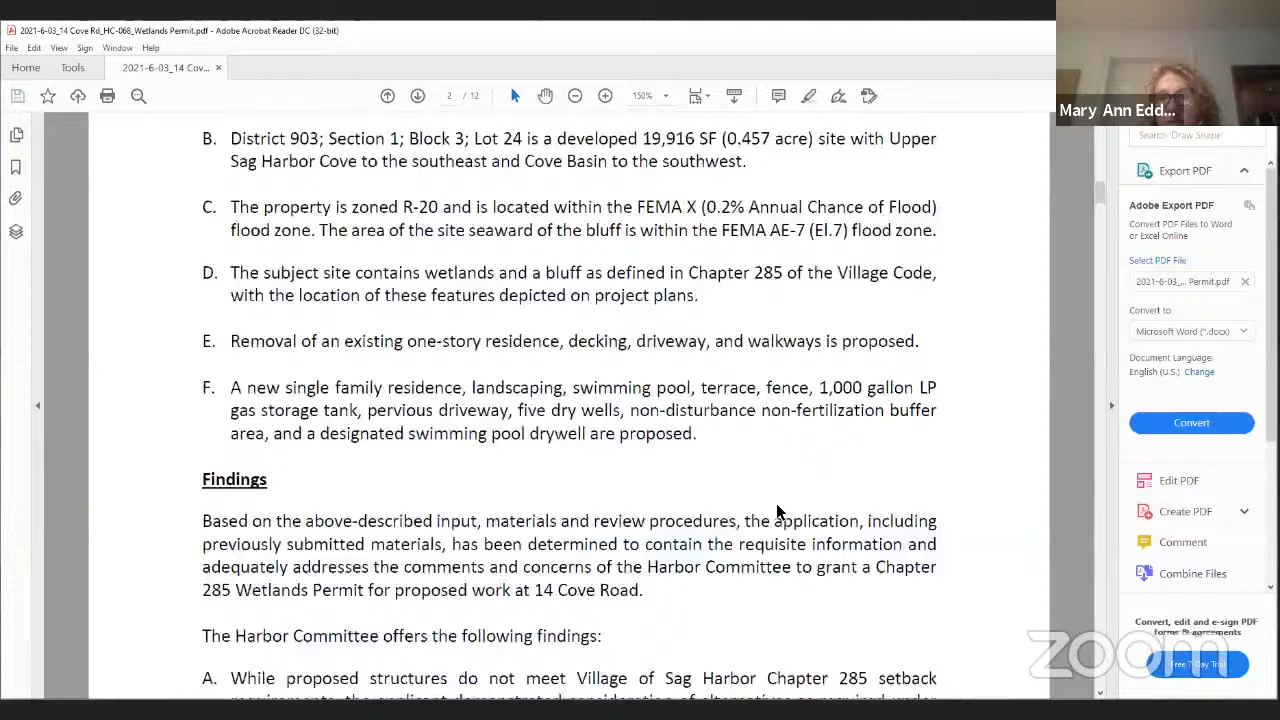 2021-6-03_14 Cove Rd_HC-068_Wetlands Permit.pdf - Adobe Acrobat Reader DC (32-bit)
File Edit View Sign Window Help
Home Tools 2021-6-03_14 Cov... ×
2 / 12 150%
Mary Ann Edd...
Search 'Draw Shape'
B. District 903; Section 1; Block 3; Lot 24 is a developed 19,916 SF (0.457 acre) site with Upper
Sag Harbor Cove to the southeast and Cove Basin to the southwest.
C. The property is zoned R-20 and is located within the FEMA X (0.2% Annual Chance of Flood)
flood zone. The area of the site seaward of the bluff is within the FEMA AE-7 (El.7) flood zone.
D. The subject site contains wetlands and a bluff as defined in Chapter 285 of the Village Code,
with the location of these features depicted on project plans.
E. Removal of an existing one-story residence, decking, driveway, and walkways is proposed.
F. A new single family residence, landscaping, swimming pool, terrace, fence, 1,000 gallon LP
gas storage tank, pervious driveway, five dry wells, non-disturbance non-fertilization buffer
area, and a designated swimming pool drywell are proposed.
Findings
Based on the above-described input, materials and review procedures, the application, including
previously submitted materials, has been determined to contain the requisite information and
adequately addresses the comments and concerns of the Harbor Committee to grant a Chapter
285 Wetlands Permit for proposed work at 14 Cove Road.
The Harbor Committee offers the following findings:
A. While proposed structures do not meet Village of Sag Harbor Chapter 285 setback
Export PDF
Adobe Export PDF
Convert PDF Files to Word
or Excel Online
Select PDF File
2021-6-03_... Permit.pdf
Convert to
Microsoft Word (*.docx)
Document Language:
English (U.S.) Change
Convert
Edit PDF
Create PDF
Comment
Combine Files
Convert, edit and e-sign PDF
forms & agreements
Free 7-Day Trial
zoom